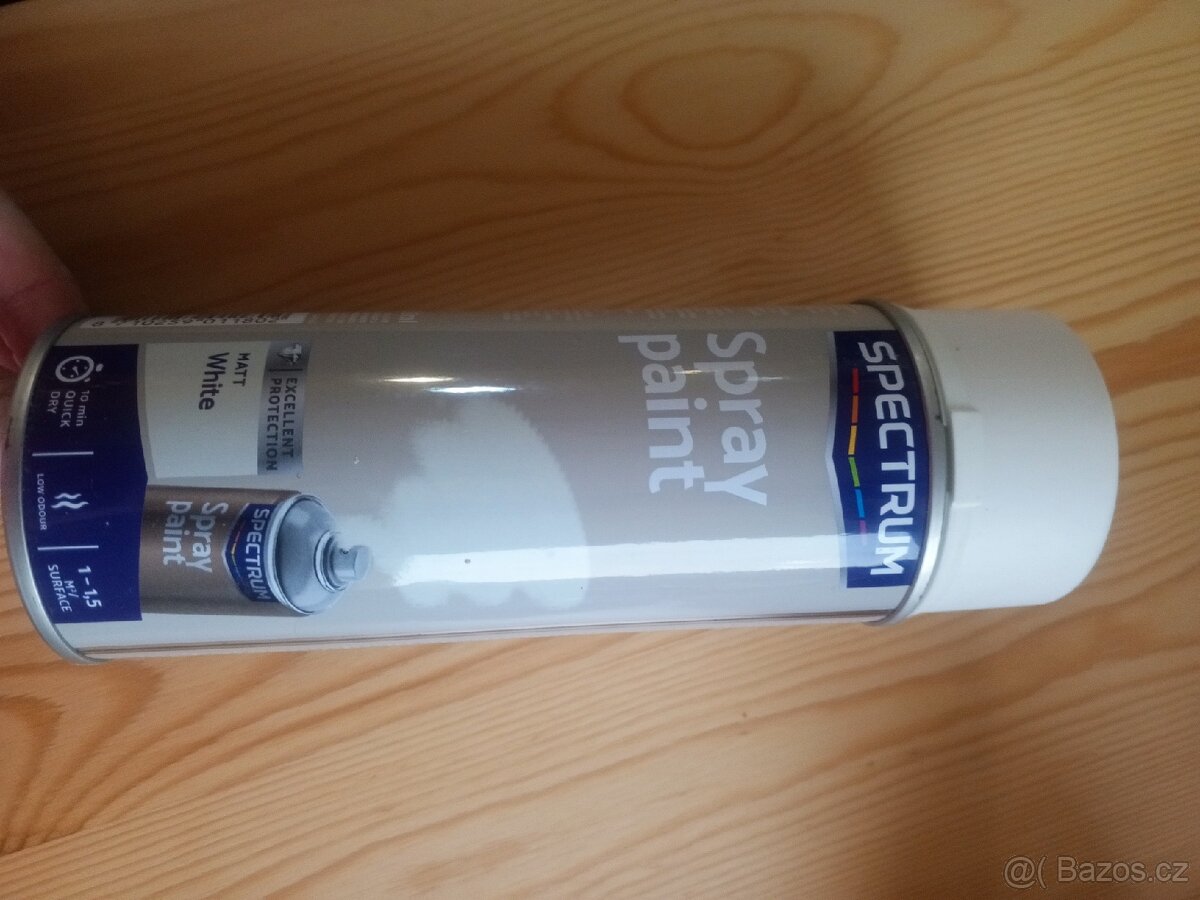 SPECTRUM
Spray
paint
EXCELLENT
PROTECTION
MATT
White
SPECTRUM
Spray
paint
10 min
QUICK
DRY
LOW ODOUR
1-1,5
M²/
SURFACE
@( Bazos.cz